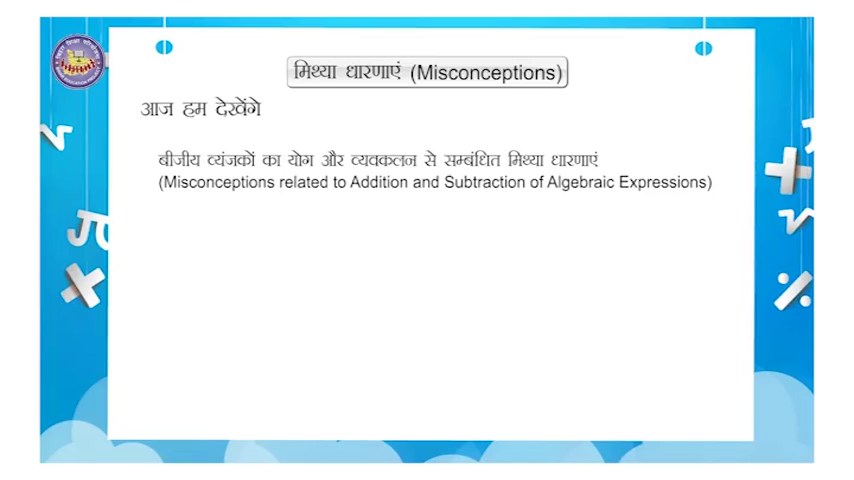 मिथ्या धारणाएं (Misconceptions)
आज हम देखेंगे
बीजीय व्यंजकों का योग और व्यवकलन से सम्बंधित मिथ्या धारणाएं
(Misconceptions related to Addition and Subtraction of Algebraic Expressions)